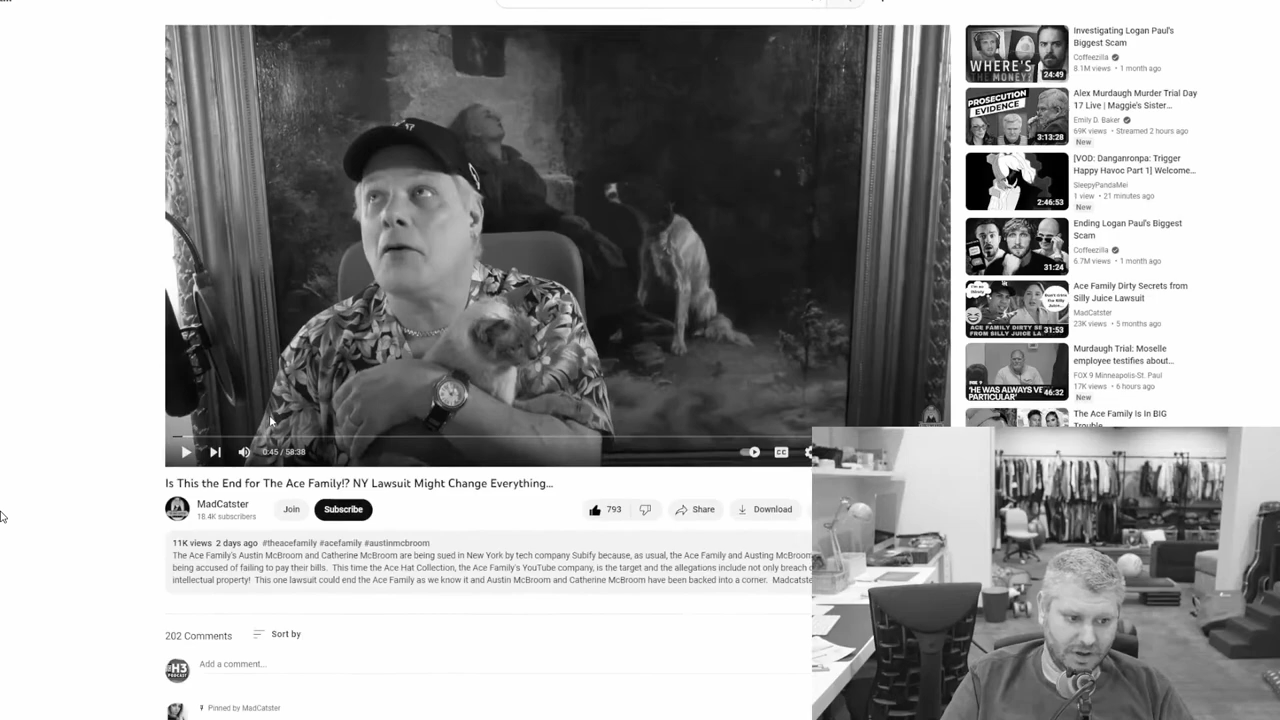 0:45 / 58:38
CC
Is This the End for The Ace Family!? NY Lawsuit Might Change Everything...
MadCatster
18.4K subscribers
Join
Subscribe
793
Share
Download
11K views 2 days ago #theacefamily #acefamily #austinmcbroom
The Ace Family's Austin McBroom and Catherine McBroom are being sued in New York by tech company Subify because, as usual, the Ace Family and Austing McBroom
being accused of failing to pay their bills. This time the Ace Hat Collection, the Ace Family's YouTube company, is the target and the allegations include not only breach
intellectual property! This one lawsuit could end the Ace Family as we know it and Austin McBroom and Catherine McBroom have been backed into a corner. Madcatste
202 Comments
Sort by
H3
PODCAST
Add a comment...
Pinned by MadCatster
WHERE'S
THE MONEY?
24:49
Investigating Logan Paul's
Biggest Scam
Coffeezilla
8.1M views • 1 month ago
PROSECUTION
EVIDENCE
3:13:28
Alex Murdaugh Murder Trial Day
17 Live | Maggie's Sister...
Emily D. Baker
69K views • Streamed 2 hours ago
New
2:46:53
[VOD: Danganronpa: Trigger
Happy Havoc Part 1] Welcome...
SleepyPandaMei
1 view • 21 minutes ago
New
31:24
Ending Logan Paul's Biggest
Scam
Coffeezilla
6.7M views • 1 month ago
ACE FAMILY DIRTY SE
FROM SILLY JUICE LA
31:53
Ace Family Dirty Secrets from
Silly Juice Lawsuit
MadCatster
23K views • 5 months ago
'HE WAS ALWAYS VE
PARTICULAR'
46:32
Murdaugh Trial: Moselle
employee testifies about...
FOX 9 Minneapolis-St. Paul
17K views • 6 hours ago
New
The Ace Family Is In BIG